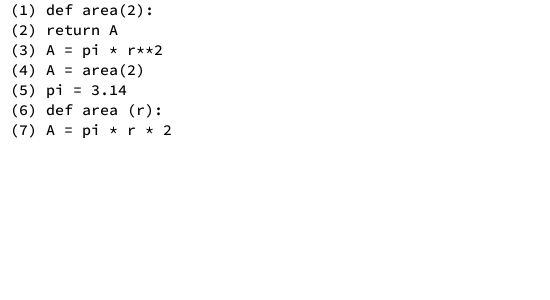 (1) def area(2):
(2) return A
(3) A = pi * r**2
(4) A = area(2)
(5) pi = 3.14
(6) def area (r):
(7) A = pi * r * 2